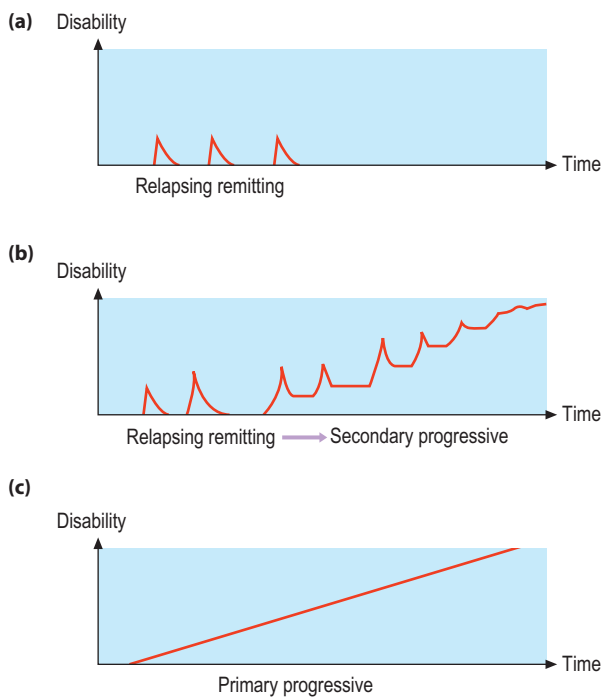 (a)
Disability
Time
Relapsing remitting
(b)
Disability
Time
Relapsing remitting Secondary progressive
(c)
Disability
Time
Primary progressive